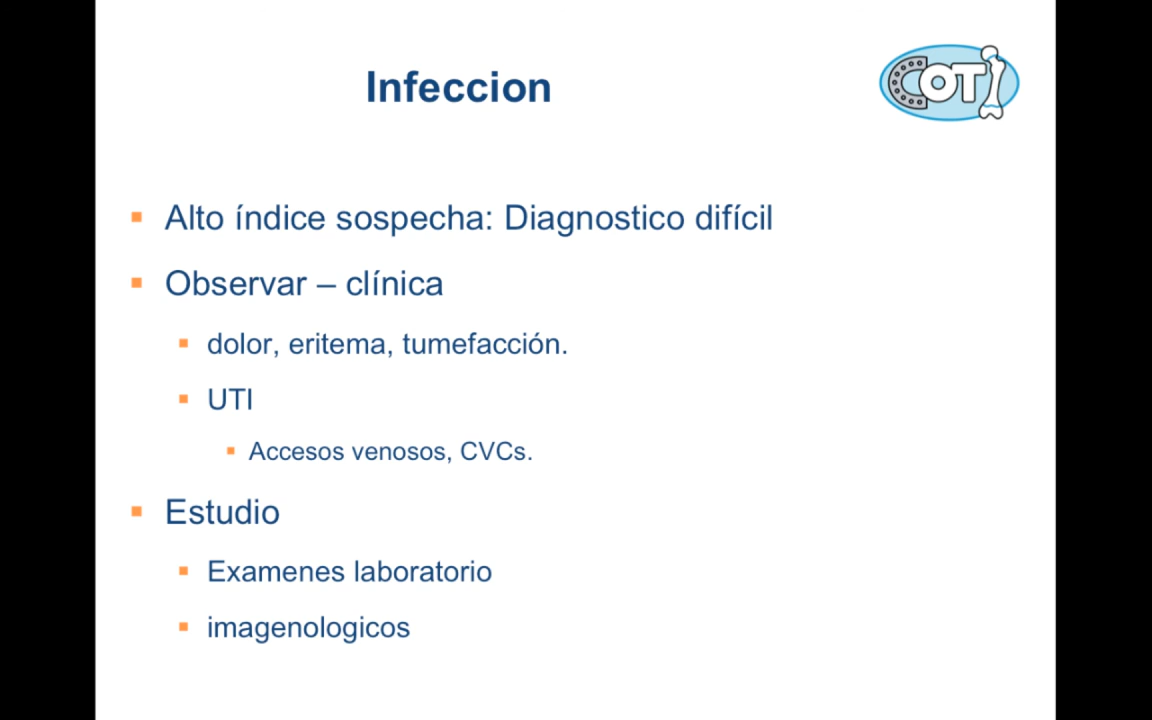 Infeccion
COTI
Alto índice sospecha: Diagnostico difícil
Observar – clínica
dolor, eritema, tumefacción.
UTI
Accesos venosos, CVCs.
Estudio
Examenes laboratorio
imagenologicos